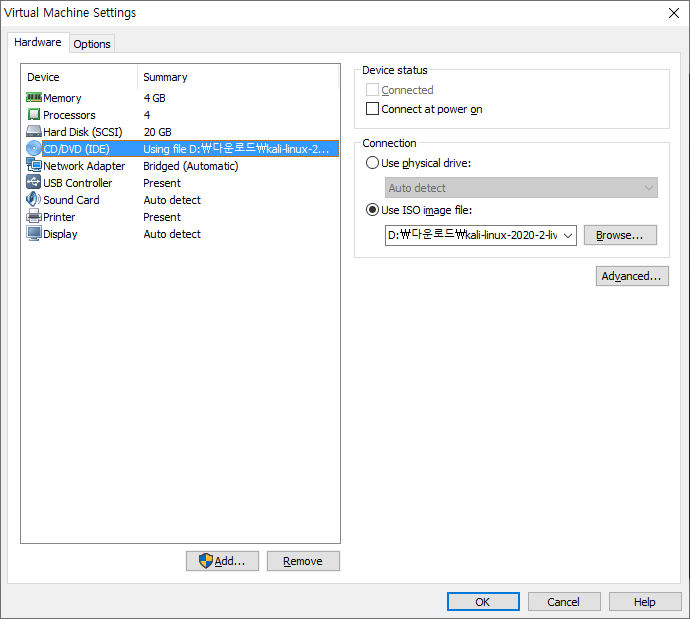 Virtual Machine Settings
Hardware Options
Device Summary
Memory 4 GB
Processors 4
Hard Disk (SCSI) 20 GB
CD/DVD (IDE) Using file D:₩다운로드₩kali-linux-2...
Network Adapter Bridged (Automatic)
USB Controller Present
Sound Card Auto detect
Printer Present
Display Auto detect
Add... Remove
Device status
Connected
Connect at power on
Connection
Use physical drive:
Auto detect
Use ISO image file:
D:₩다운로드₩kali-linux-2020-2-liv Browse...
Advanced...
OK Cancel Help